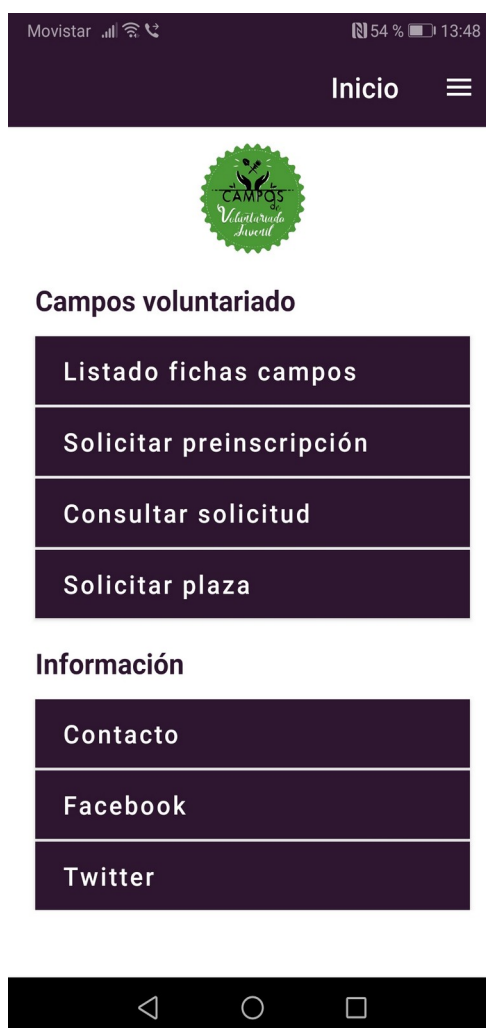 Movistar 54 % 13:48
Inicio
CAMPOS
de
Voluntariado
Juvenil
Campos voluntariado
Listado fichas campos
Solicitar preinscripción
Consultar solicitud
Solicitar plaza
Información
Contacto
Facebook
Twitter